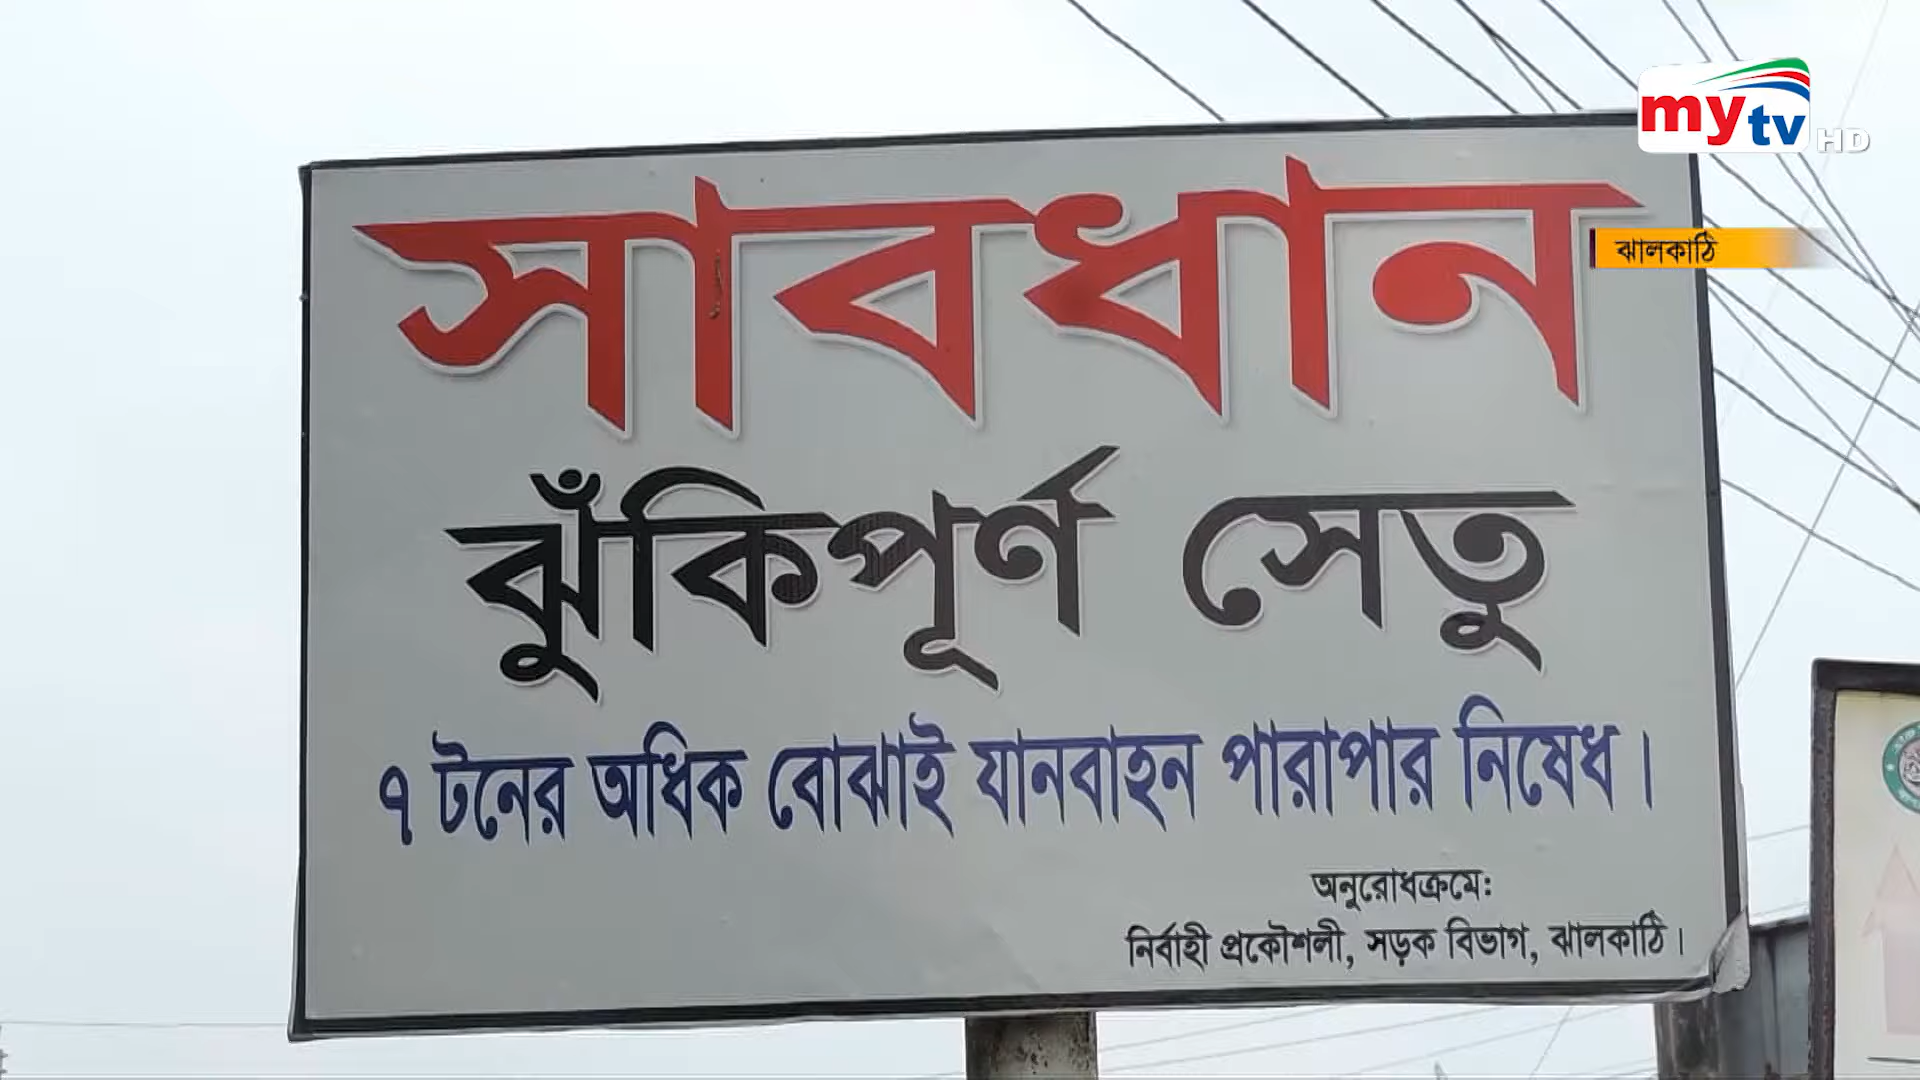 my tv HD
ঝালকাঠি
সাবধান
ঝুঁকিপূর্ণ সেতু
৭ টনের অধিক বোঝাই যানবাহন পারাপার নিষেধ।
অনুরোধক্রমে:
নির্বাহী প্রকৌশলী, সড়ক বিভাগ, ঝালকাঠি।